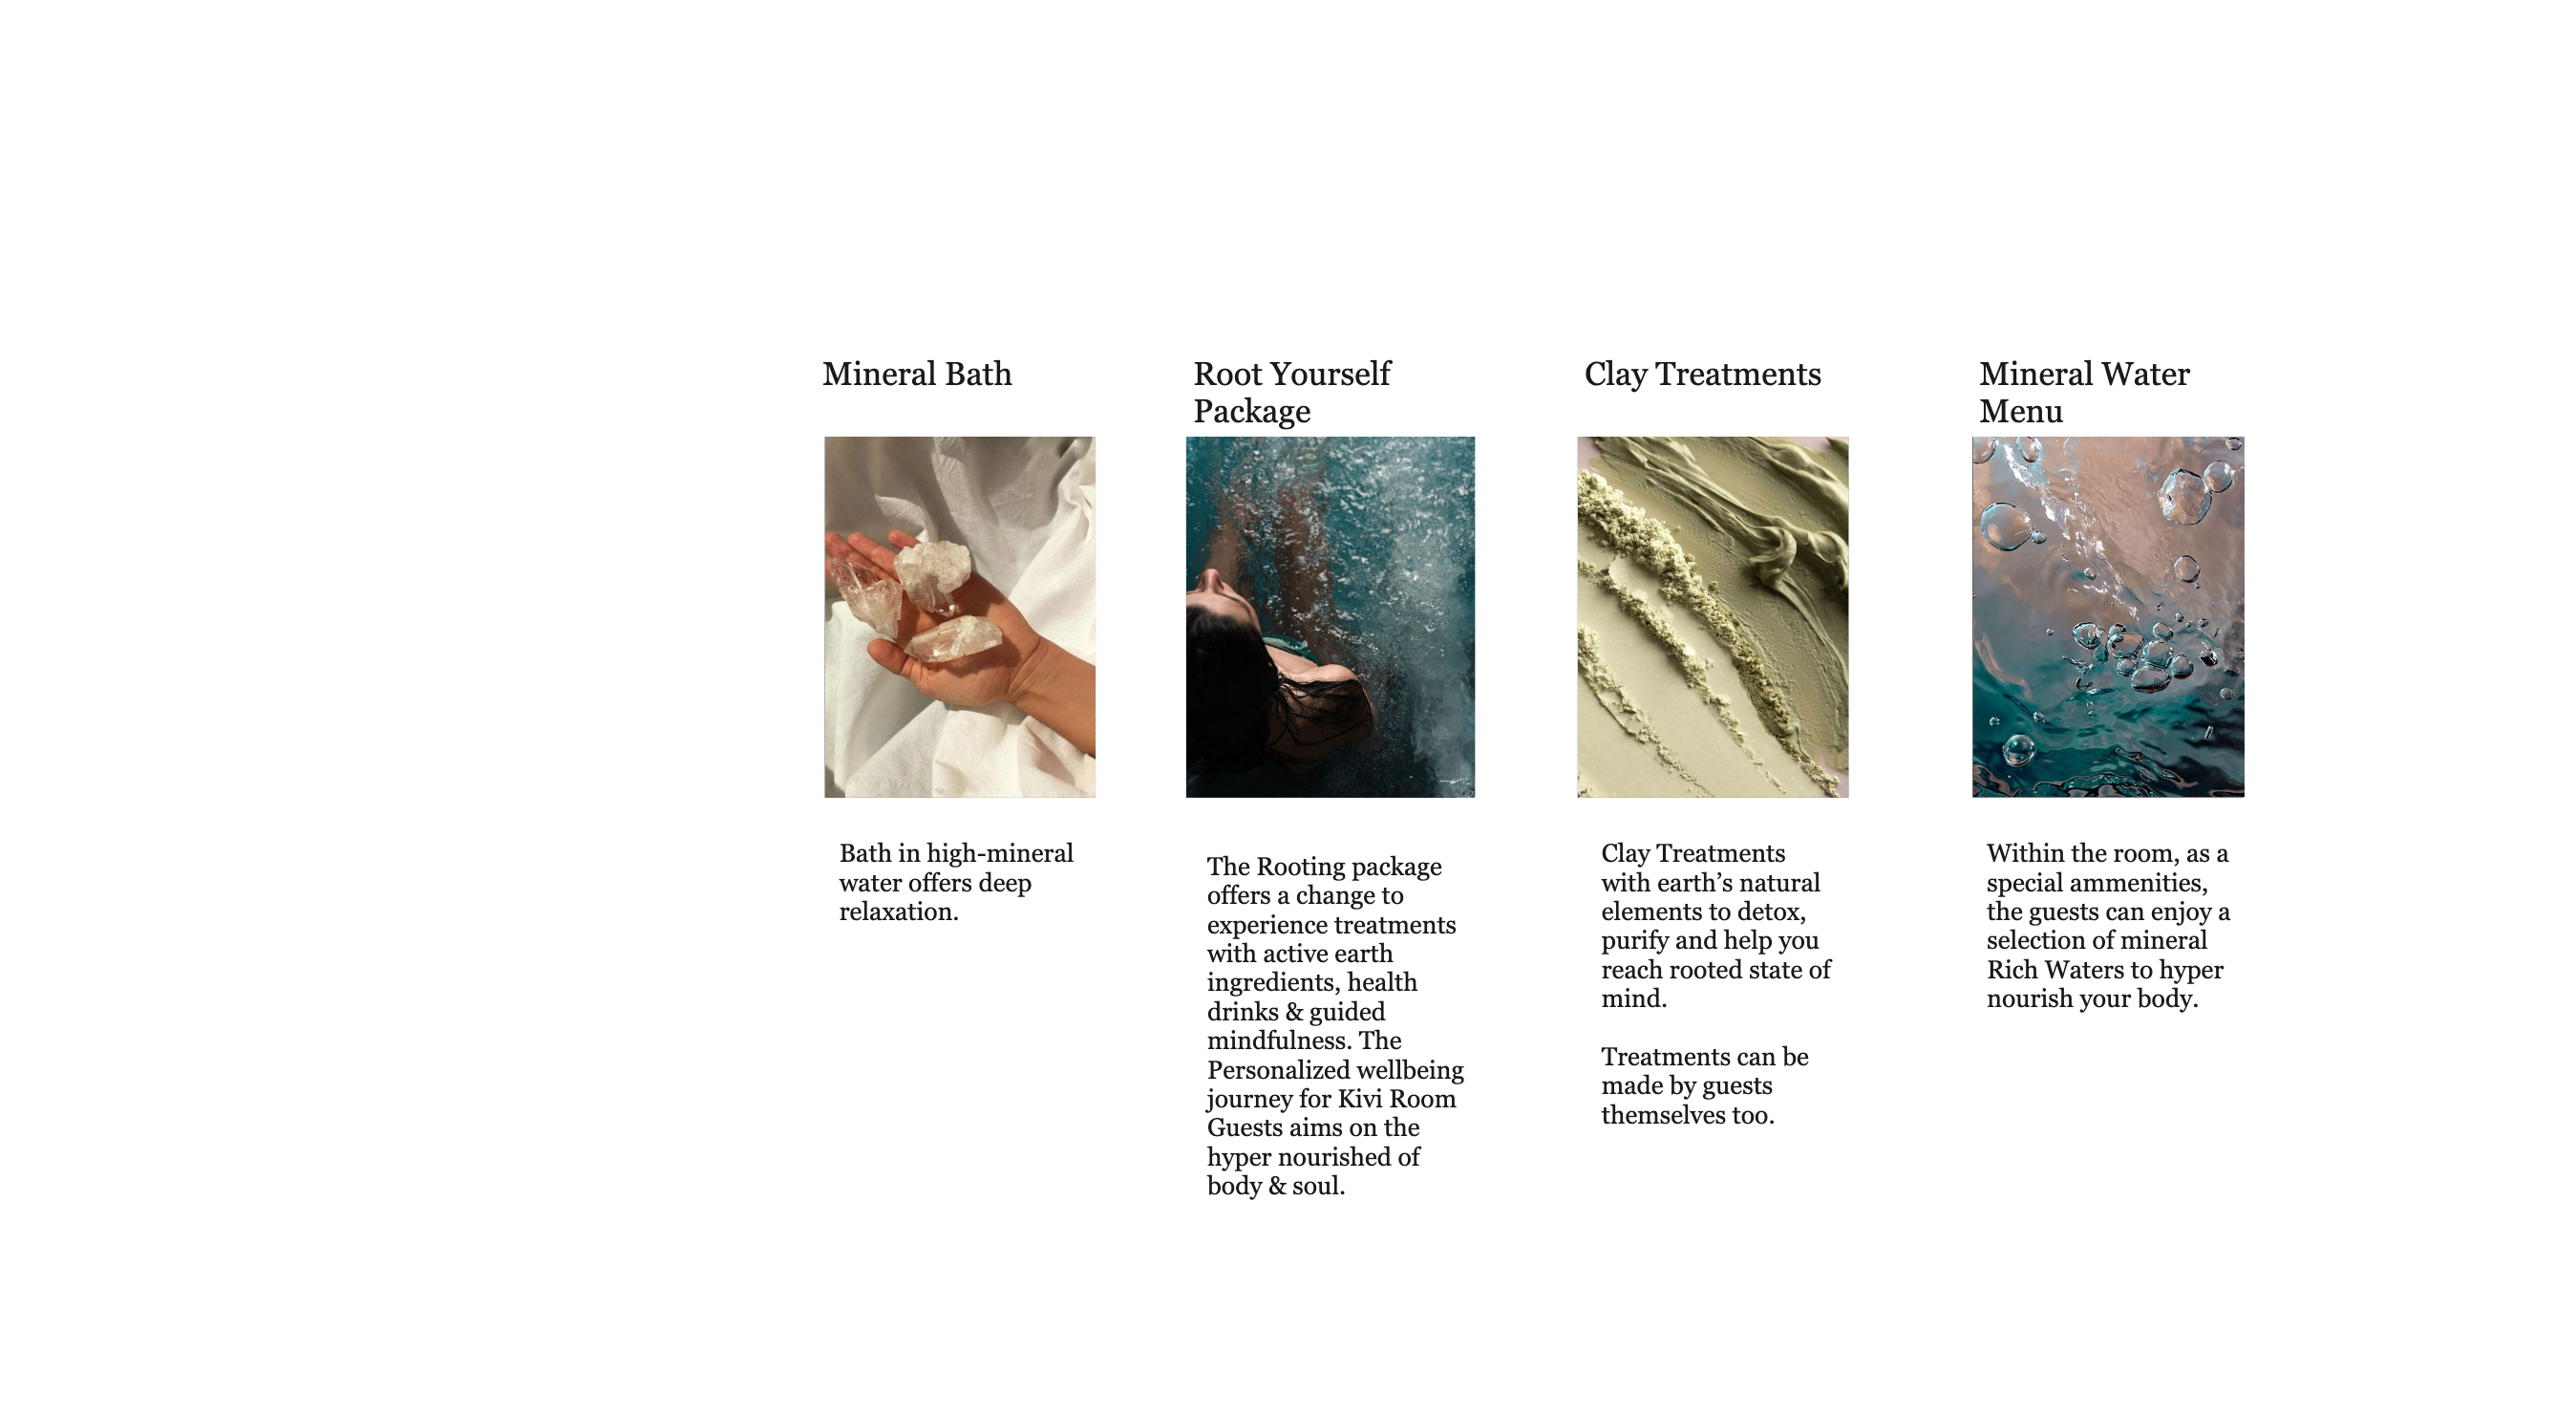 Mineral Bath
Bath in high-mineral
water offers deep
relaxation.
Root Yourself
Package
The Rooting package
offers a change to
experience treatments
with active earth
ingredients, health
drinks & guided
mindfulness. The
Personalized wellbeing
journey for Kivi Room
Guests aims on the
hyper nourished of
body & soul.
Clay Treatments
Clay Treatments
with earth’s natural
elements to detox,
purify and help you
reach rooted state of
mind.
Treatments can be
made by guests
themselves too.
Mineral Water
Menu
Within the room, as a
special ammenities,
the guests can enjoy a
selection of mineral
Rich Waters to hyper
nourish your body.